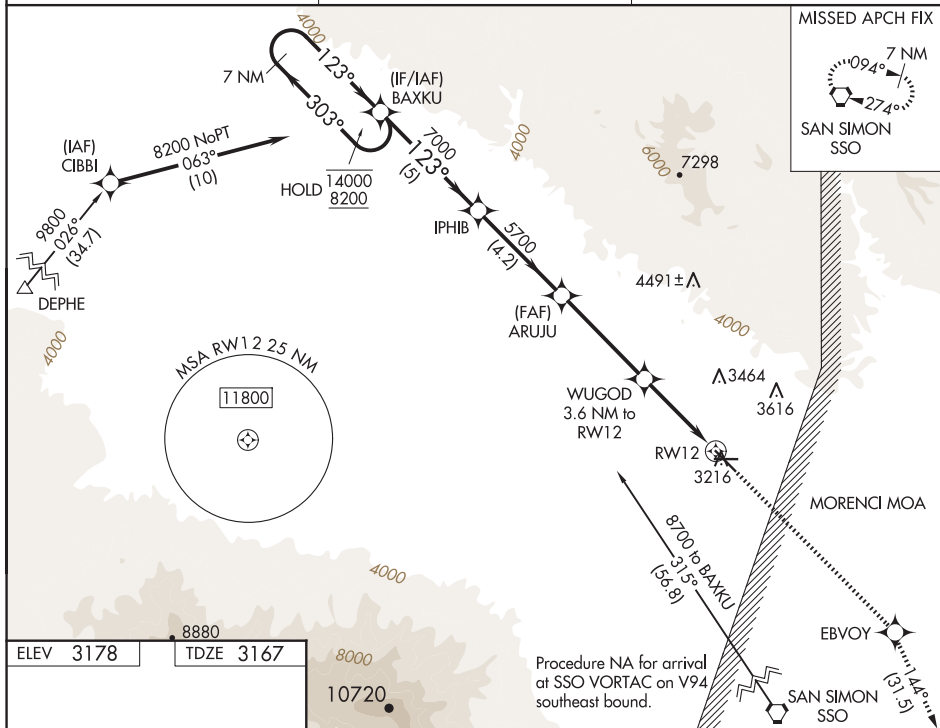 MISSED APCH FIX
7 NM
094°
274°
SAN SIMON
SSO
4000
7 NM
123°
303°
(IF/IAF)
BAXKU
HOLD
14000
8200
7000
123°
(5)
4000
6000
7298
(IAF)
CIBBI
8200 NoPT
063°
(10)
9800
026°
(34.7)
DEPHE
4000
IPHIB
5700
(4.2)
(FAF)
ARUJU
4491±
4000
MSA RW12 25 NM
11800
WUGOD
3.6 NM to
RW12
3464
3616
RW12
3216
MORENCI MOA
8700 to BAXKU
315°
(56.8)
4000
EBVOY
144°
(31.5)
8880
ELEV 3178
TDZE 3167
8000
10720
Procedure NA for arrival
at SSO VORTAC on V94
southeast bound.
SAN SIMON
SSO